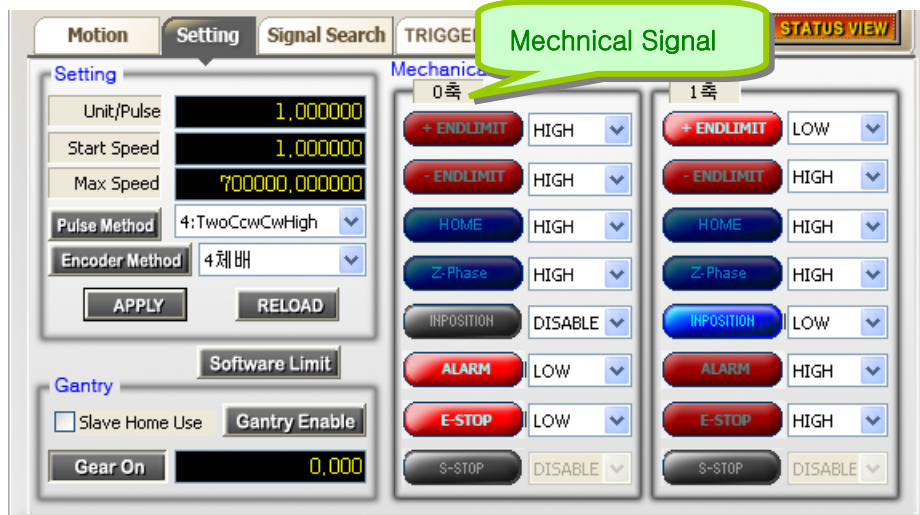 Motion
Setting
Signal Search
TRIGGE
Mechnical Signal
STATUS VIEW
Setting
Unit/Pulse 1,000000
Start Speed 1,000000
Max Speed 700000,000000
Pulse Method 4:TwoCcwCwHigh
Encoder Method 4체배
APPLY RELOAD
Software Limit
Gantry
Slave Home Use Gantry Enable
Gear On 0,000
Mechanica
0축
+ ENDLIMIT HIGH
- ENDLIMIT HIGH
HOME HIGH
Z-Phase HIGH
INPOSITION DISABLE
ALARM LOW
E-STOP LOW
S-STOP DISABLE
1축
+ ENDLIMIT LOW
- ENDLIMIT HIGH
HOME HIGH
Z-Phase HIGH
INPOSITION LOW
ALARM HIGH
E-STOP HIGH
S-STOP DISABLE